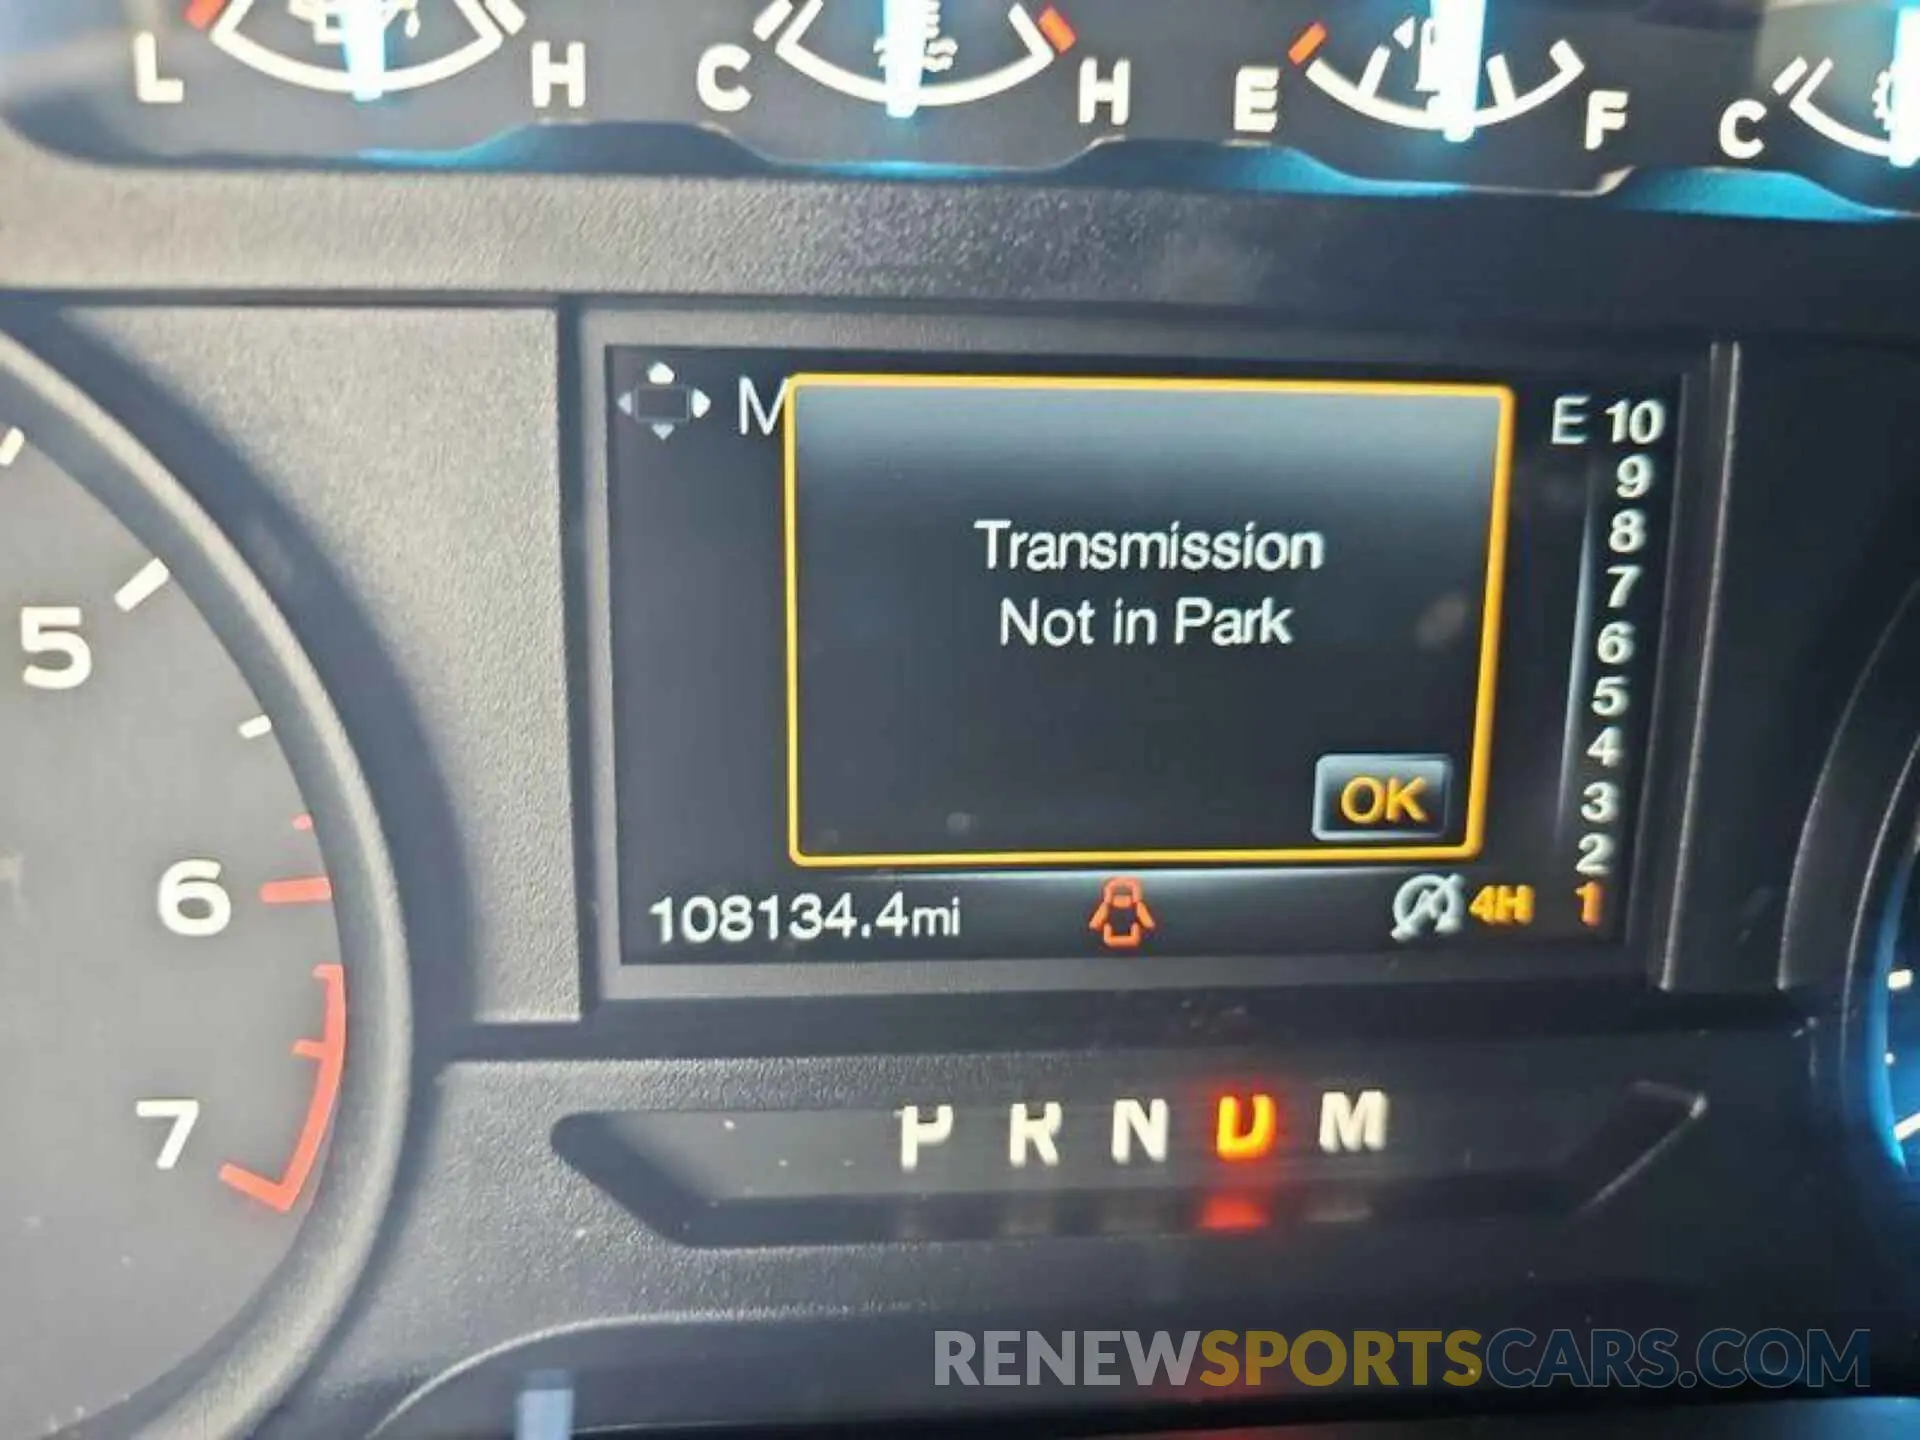 L H C H E F C
M
E 10
9
8
7
6
5
4
3
2
1
Transmission
Not in Park
OK
108134.4mi
4H
5
6
7
P R N D M
RENEWSPORTSCARS.COM